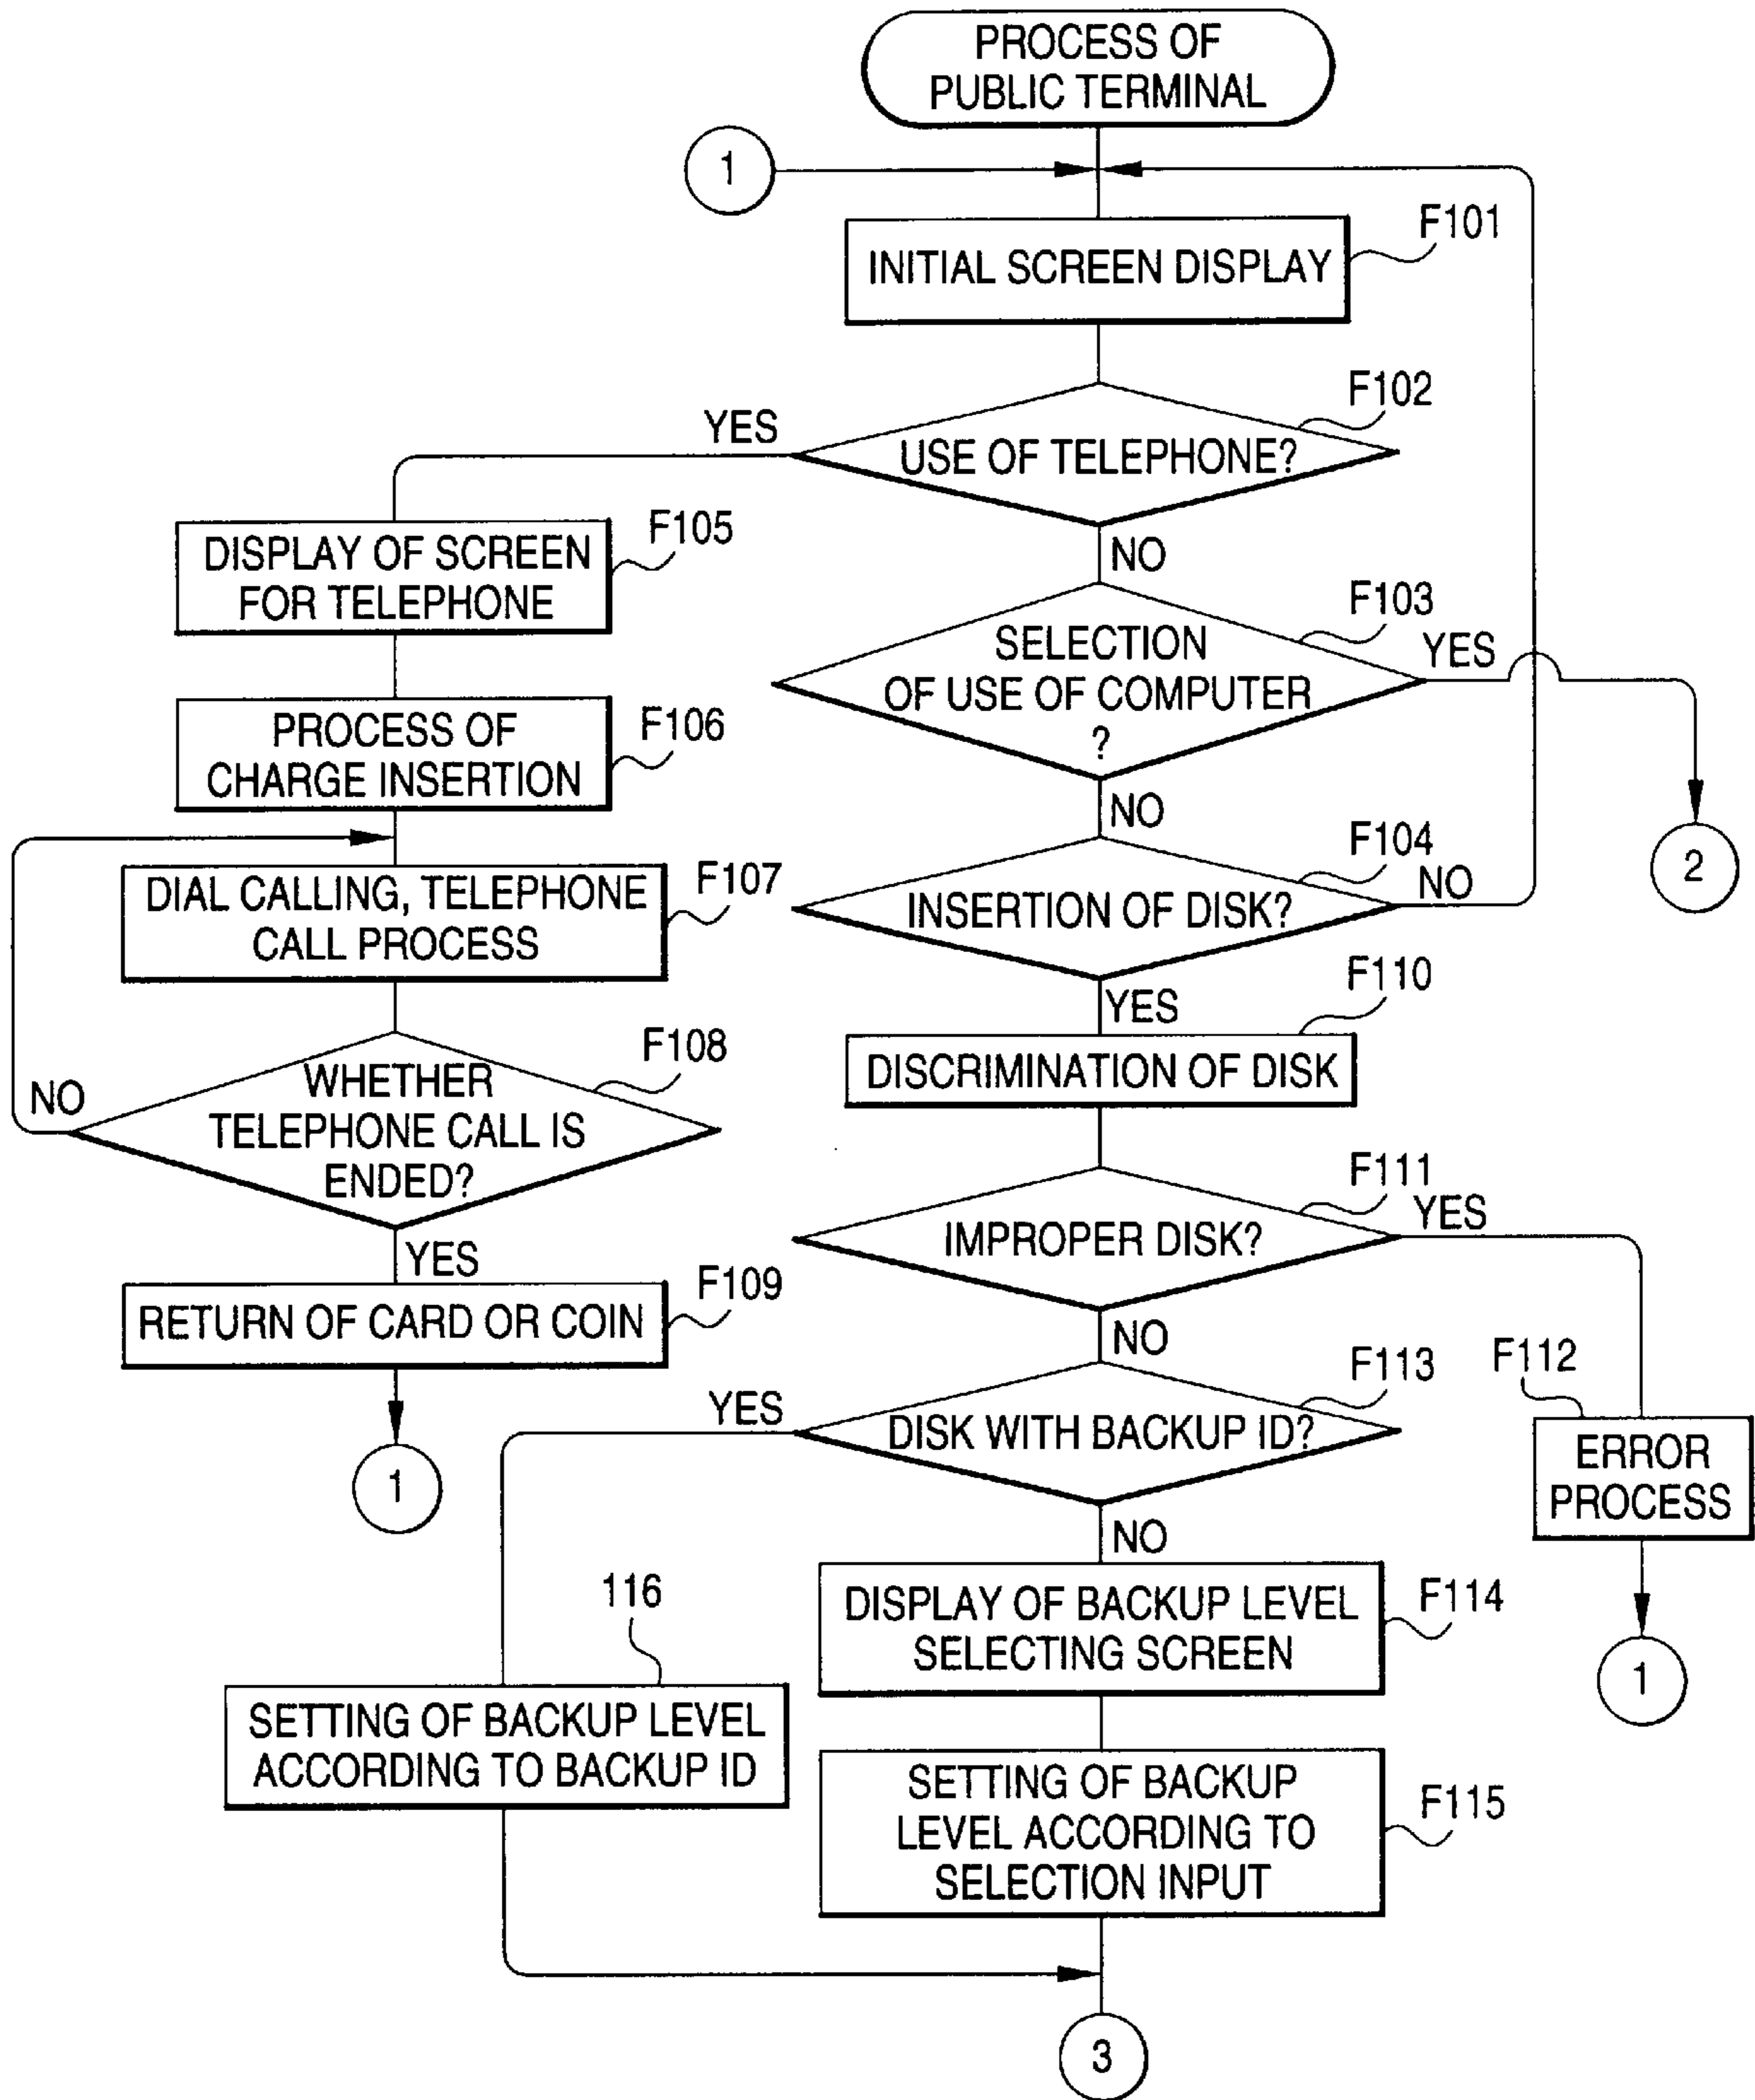 PROCESS OF
PUBLIC TERMINAL
1
F101
INITIAL SCREEN DISPLAY
F102
YES
USE OF TELEPHONE?
NO
F105
DISPLAY OF SCREEN
FOR TELEPHONE
F103
SELECTION
OF USE OF COMPUTER
?
YES
NO
2
F106
PROCESS OF
CHARGE INSERTION
F104
INSERTION OF DISK?
NO
YES
F107
DIAL CALLING, TELEPHONE
CALL PROCESS
F110
DISCRIMINATION OF DISK
F108
WHETHER
TELEPHONE CALL IS
ENDED?
NO
YES
F111
IMPROPER DISK?
YES
NO
F109
RETURN OF CARD OR COIN
1
F112
ERROR
PROCESS
1
F113
YES
DISK WITH BACKUP ID?
NO
F114
DISPLAY OF BACKUP LEVEL
SELECTING SCREEN
116
SETTING OF BACKUP LEVEL
ACCORDING TO BACKUP ID
F115
SETTING OF BACKUP
LEVEL ACCORDING TO
SELECTION INPUT
3